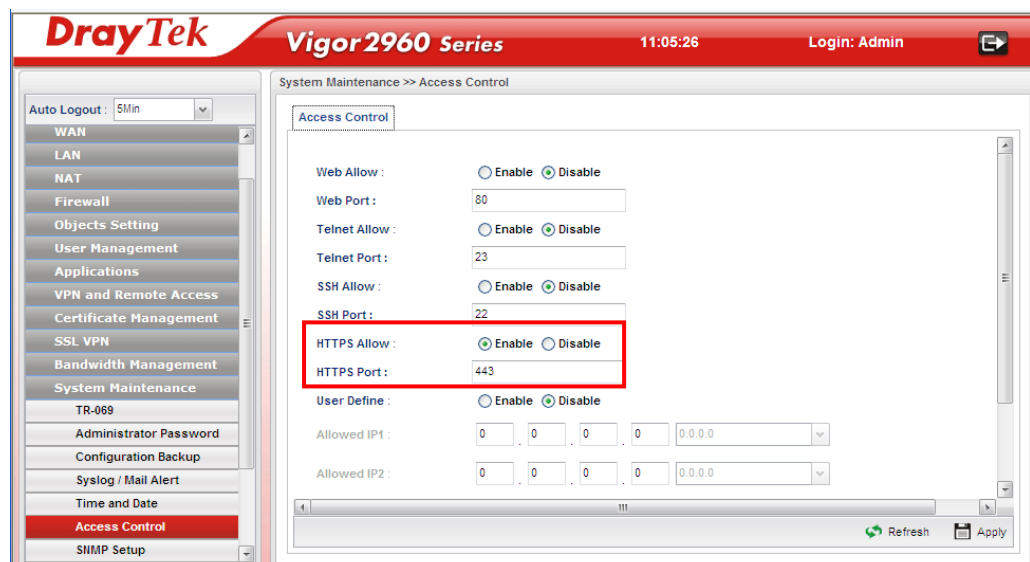 DrayTek
Vigor2960 Series
11:05:26
Login: Admin
Auto Logout : 5Min
WAN
LAN
NAT
Firewall
Objects Setting
User Management
Applications
VPN and Remote Access
Certificate Management
SSL VPN
Bandwidth Management
System Maintenance
TR-069
Administrator Password
Configuration Backup
Syslog / Mail Alert
Time and Date
Access Control
SNMP Setup
System Maintenance >> Access Control
Access Control
Web Allow : Enable Disable
Web Port : 80
Telnet Allow : Enable Disable
Telnet Port : 23
SSH Allow : Enable Disable
SSH Port : 22
HTTPS Allow : Enable Disable
HTTPS Port : 443
User Define : Enable Disable
Allowed IP1 : 0 . 0 . 0 . 0 0.0.0.0
Allowed IP2 : 0 . 0 . 0 . 0 0.0.0.0
Refresh Apply